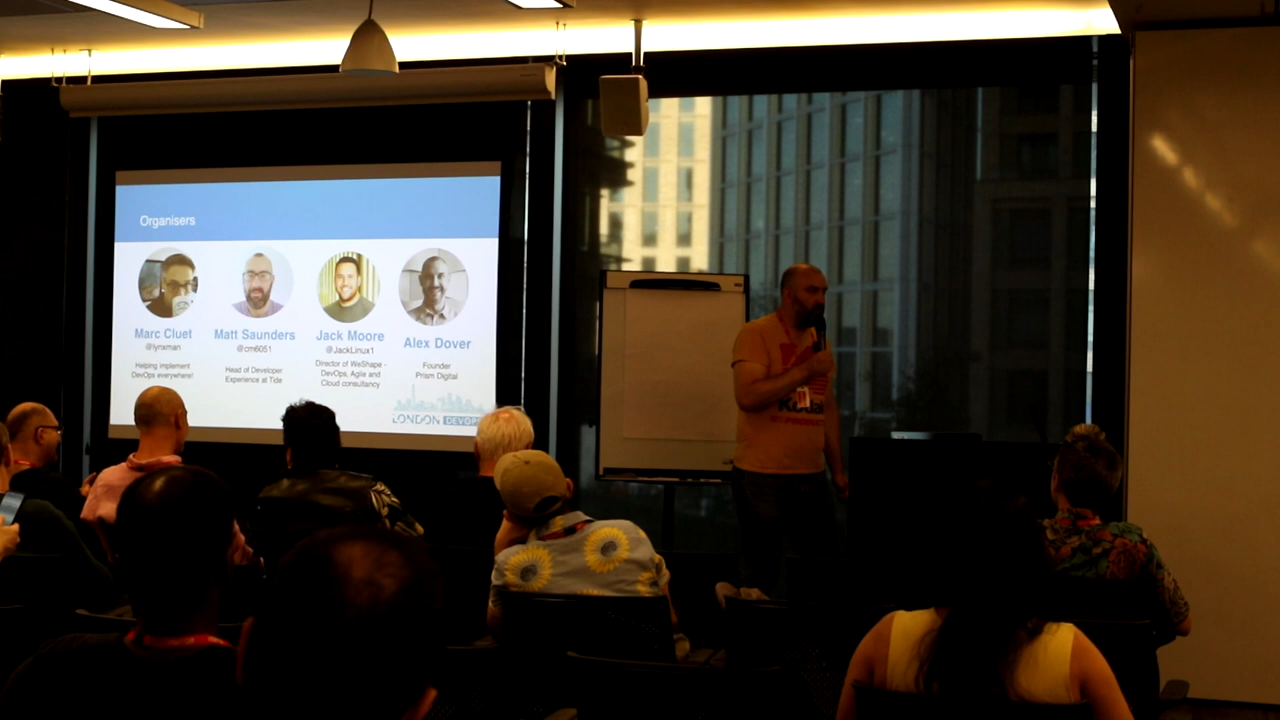 Organisers
Marc Cluet
@lynxman
Helping implement
DevOps everywhere!
Matt Saunders
@cm6051
Head of Developer
Experience at Tide
Jack Moore
@JackLinux1
Director of WeShape -
DevOps, Agile and
Cloud consultancy
Alex Dover
Founder
Prism Digital
LONDON DEVOPS
Kodak